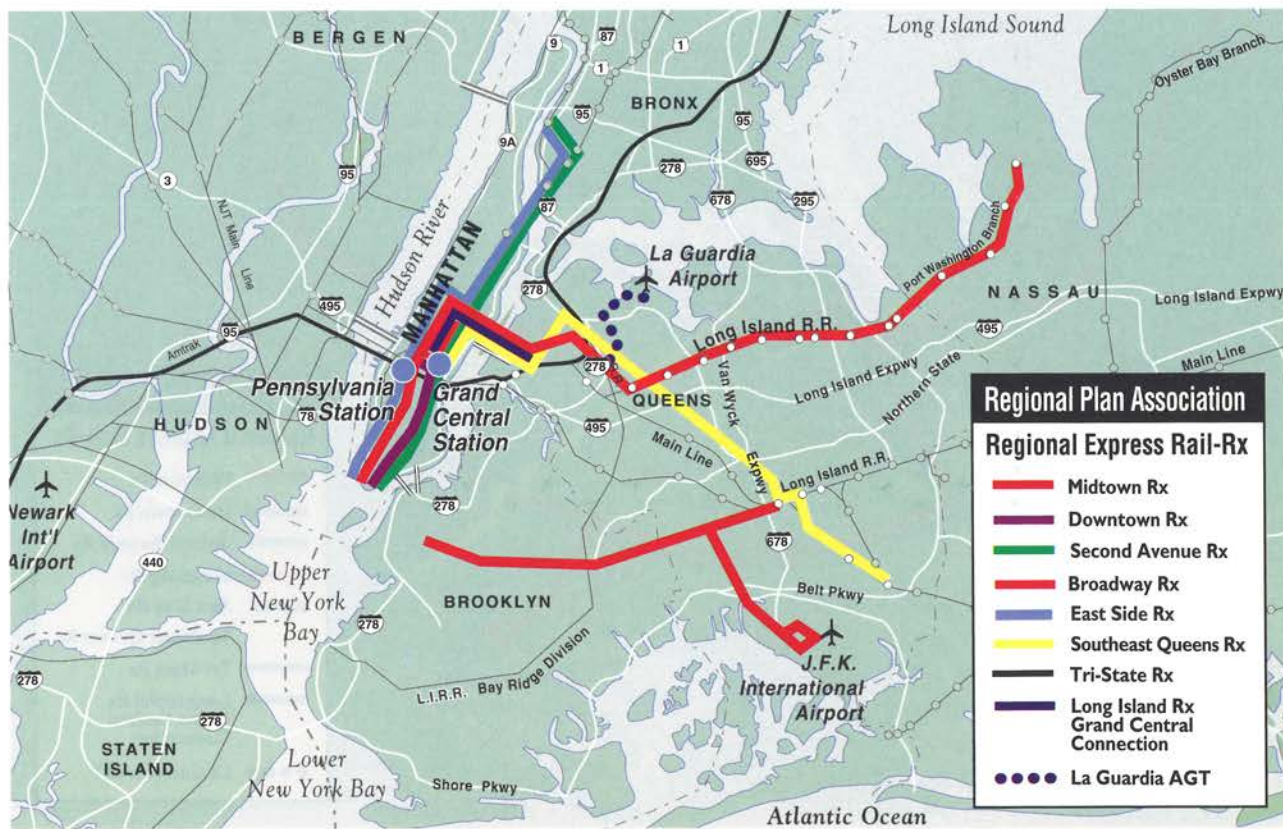 Long Island Sound
BERGEN
9
87
1
1
Oyster Bay Branch
BRONX
95
95
9A
3
95
278
695
678
295
NJT Main Line
Hudson River
MANHATTAN
87
La Guardia
Airport
Port Washington Branch
278
NASSAU
Long Island Expwy
495
495
95
Long Island R.R.
Amtrak
278
Van Wyck
Main Line
Pennsylvania
Station
Grand
Central
Station
QUEENS
Long Island Expwy
Northern State
78
HUDSON
495
Main Line
Expwy
Long Island R.R.
278
Newark
Int'l
Airport
678
440
Upper
New York
Bay
BROOKLYN
Belt Pkwy
278
J.F.K.
International
Airport
L.I.R.R. Bay Ridge Division
278
278
STATEN
ISLAND
Lower
New York Bay
Shore Pkwy
Atlantic Ocean
Regional Plan Association
Regional Express Rail-Rx
Midtown Rx
Downtown Rx
Second Avenue Rx
Broadway Rx
East Side Rx
Southeast Queens Rx
Tri-State Rx
Long Island Rx
Grand Central
Connection
La Guardia AGT